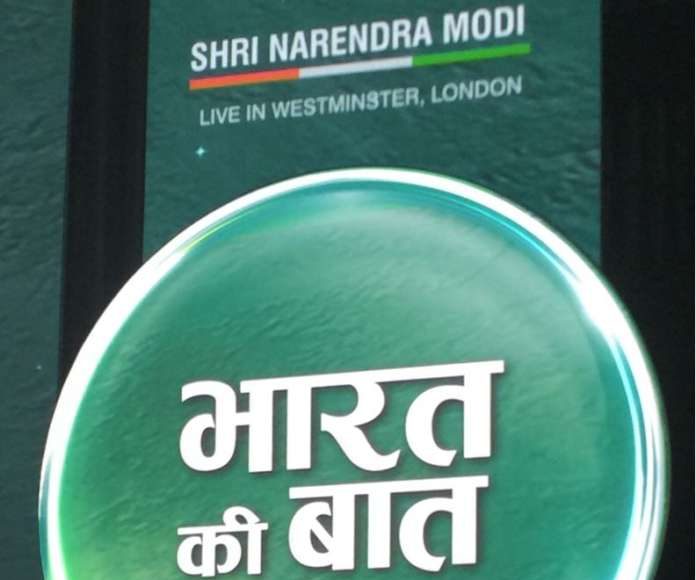 SHRI NARENDRA MODI
LIVE IN WESTMINSTER, LONDON
भारत
की बात